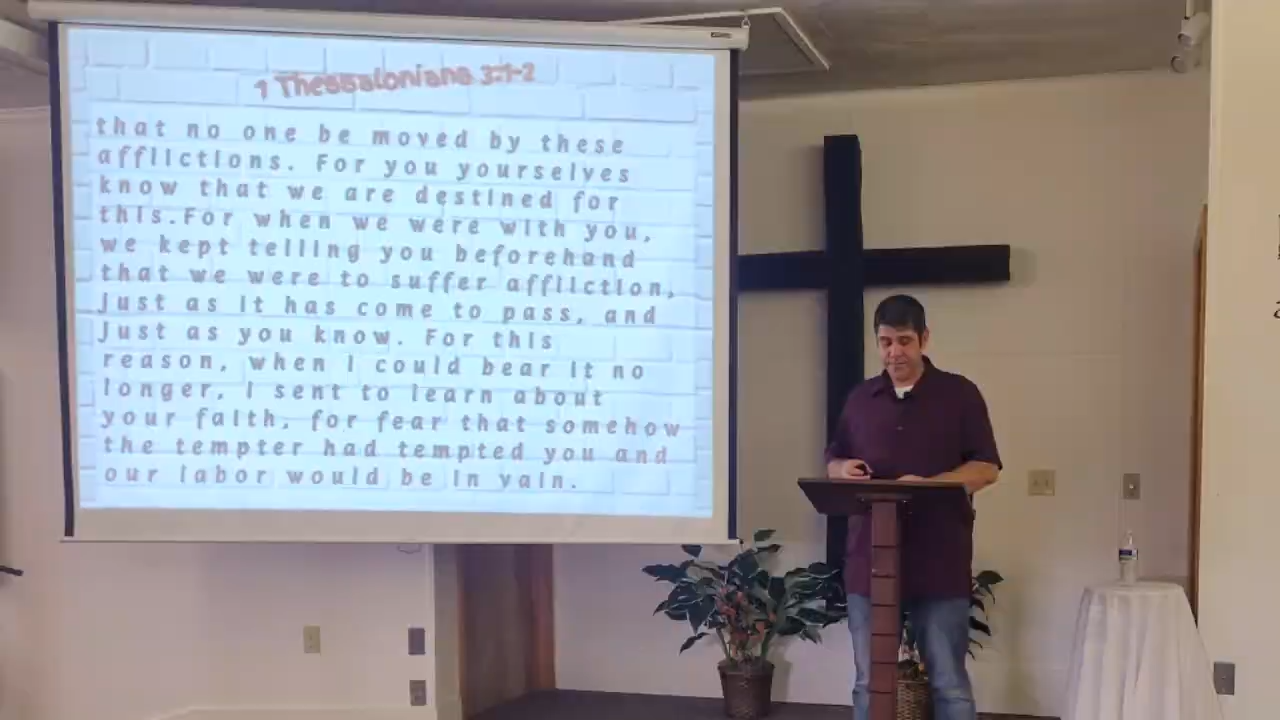 1 Thessalonians 3:1-2
that no one be moved by these
afflictions. For you yourselves
know that we are destined for
this.For when we were with you,
we kept telling you beforehand
that we were to suffer affliction,
just as it has come to pass, and
just as you know. For this
reason, when I could bear it no
longer, I sent to learn about
your faith, for fear that somehow
the tempter had tempted you and
our labor would be in vain.